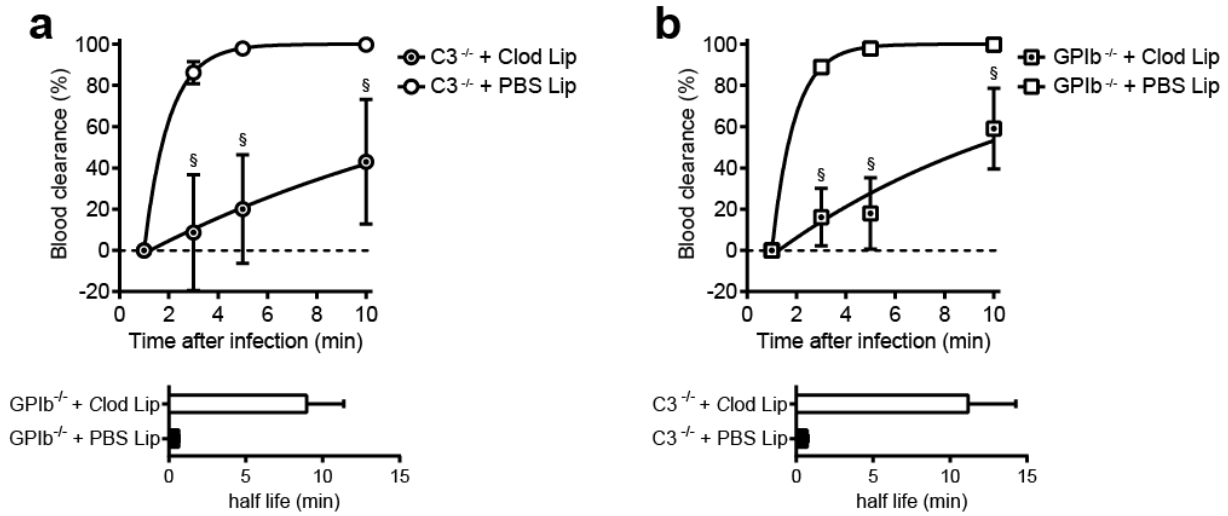 a
Blood clearance (%)
100
80
60
40
20
0
-20
§
§
§
0 2 4 6 8 10
Time after infection (min)
C3 -/- + Clod Lip
C3 -/- + PBS Lip
GPIb-/- + Clod Lip
GPIb-/- + PBS Lip
0 5 10 15
half life (min)
b
Blood clearance (%)
100
80
60
40
20
0
-20
§
§
§
0 2 4 6 8 10
Time after infection (min)
GPIb -/- + Clod Lip
GPIb -/- + PBS Lip
C3 -/- + Clod Lip
C3 -/- + PBS Lip
0 5 10 15
half life (min)